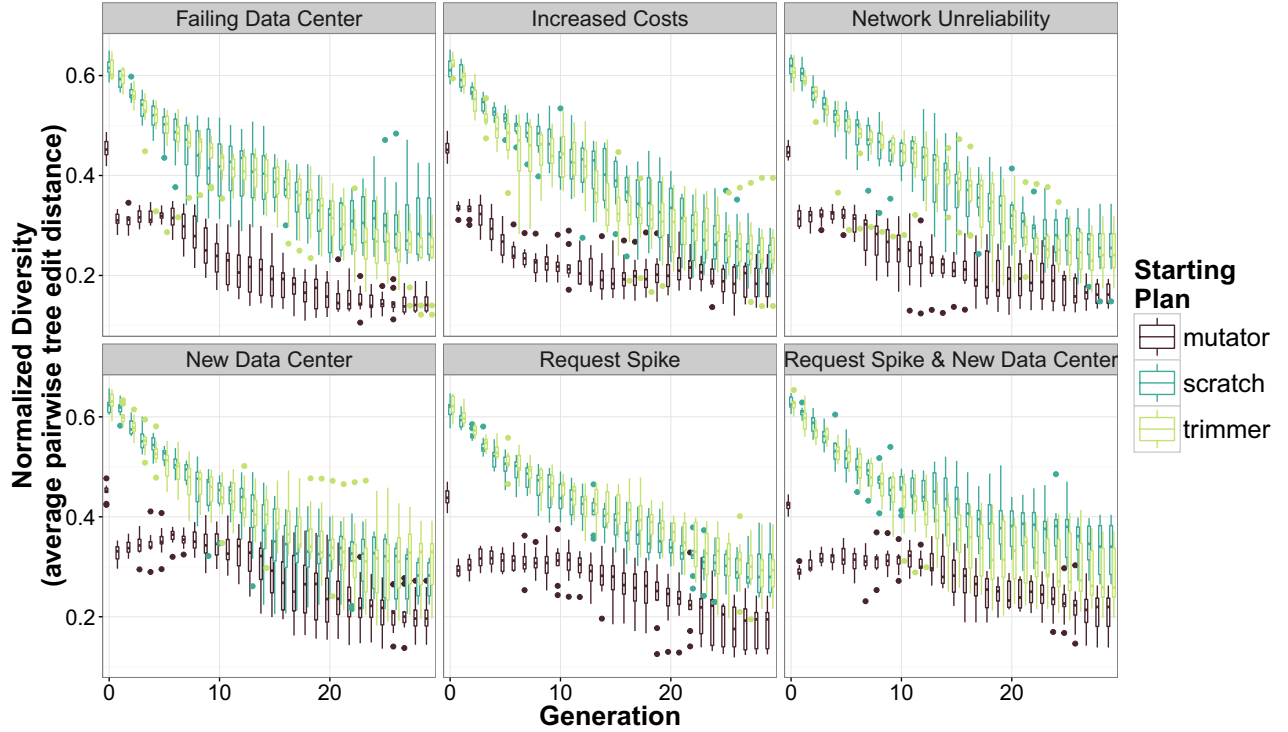 Failing Data Center
Increased Costs
Network Unreliability
0.6
0.4
0.2
New Data Center
Request Spike
Request Spike & New Data Center
0.6
0.4
0.2
0
10
20
0
10
20
0
10
20
Generation
Normalized Diversity
(average pairwise tree edit distance)
Starting
Plan
mutator
scratch
trimmer